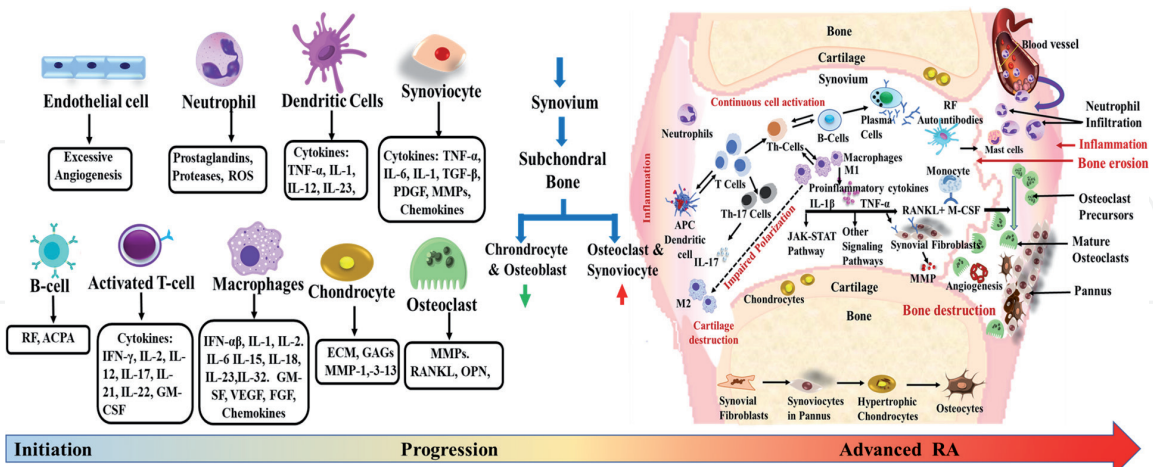 Endothelial cell
Excessive
Angiogenesis
Neutrophil
Prostaglandins,
Proteases, ROS
Dendritic Cells
Cytokines:
TNF-α, IL-1,
IL-12, IL-23,
Synoviocyte
Cytokines: TNF-α,
IL-6, IL-1, TGF-β,
PDGF, MMPs,
Chemokines
B-cell
RF, ACPA
Activated T-cell
Cytokines:
IFN-γ, IL-2, IL-
12, IL-17, IL-
21, IL-22, GM-
CSF
Macrophages
IFN-αβ, IL-1, IL-2.
IL-6 IL-15, IL-18,
IL-23,IL-32. GM-
SF, VEGF, FGF,
Chemokines
Chondrocyte
ECM, GAGs
MMP-1,-3-13
Osteoclast
MMPs.
RANKL, OPN,
Synovium
Subchondral
Bone
Chrondrocyte
& Osteoblast
Osteoclast &
Synoviocyte
Bone
Cartilage
Synovium
Blood vessel
Continuous cell activation
Neutrophils
Inflammation
Plasma
Cells
RF
Autoantibodies
B-Cells
Th-Cells
Mast cells
Neutrophil
Infiltration
Inflammation
Bone erosion
Macrophages
M1
T Cells
Monocyte
Proinflammatory cytokines
IL-1β
TNF-α
RANKL+ M-CSF
Th-17 Cells
APC
Dendritic
cell
IL-17
Impaired Polarization
JAK-STAT
Pathway
Other
Signaling
Pathways
Synovial Fibroblasts
MMP
Angiogenesis
Osteoclast
Precursors
Mature
Osteoclasts
Pannus
M2
Cartilage
destruction
Chondrocytes
Cartilage
Bone destruction
Bone
Synovial
Fibroblasts
Synoviocytes
in Pannus
Hypertrophic
Chondrocytes
Osteocytes
Initiation
Progression
Advanced RA